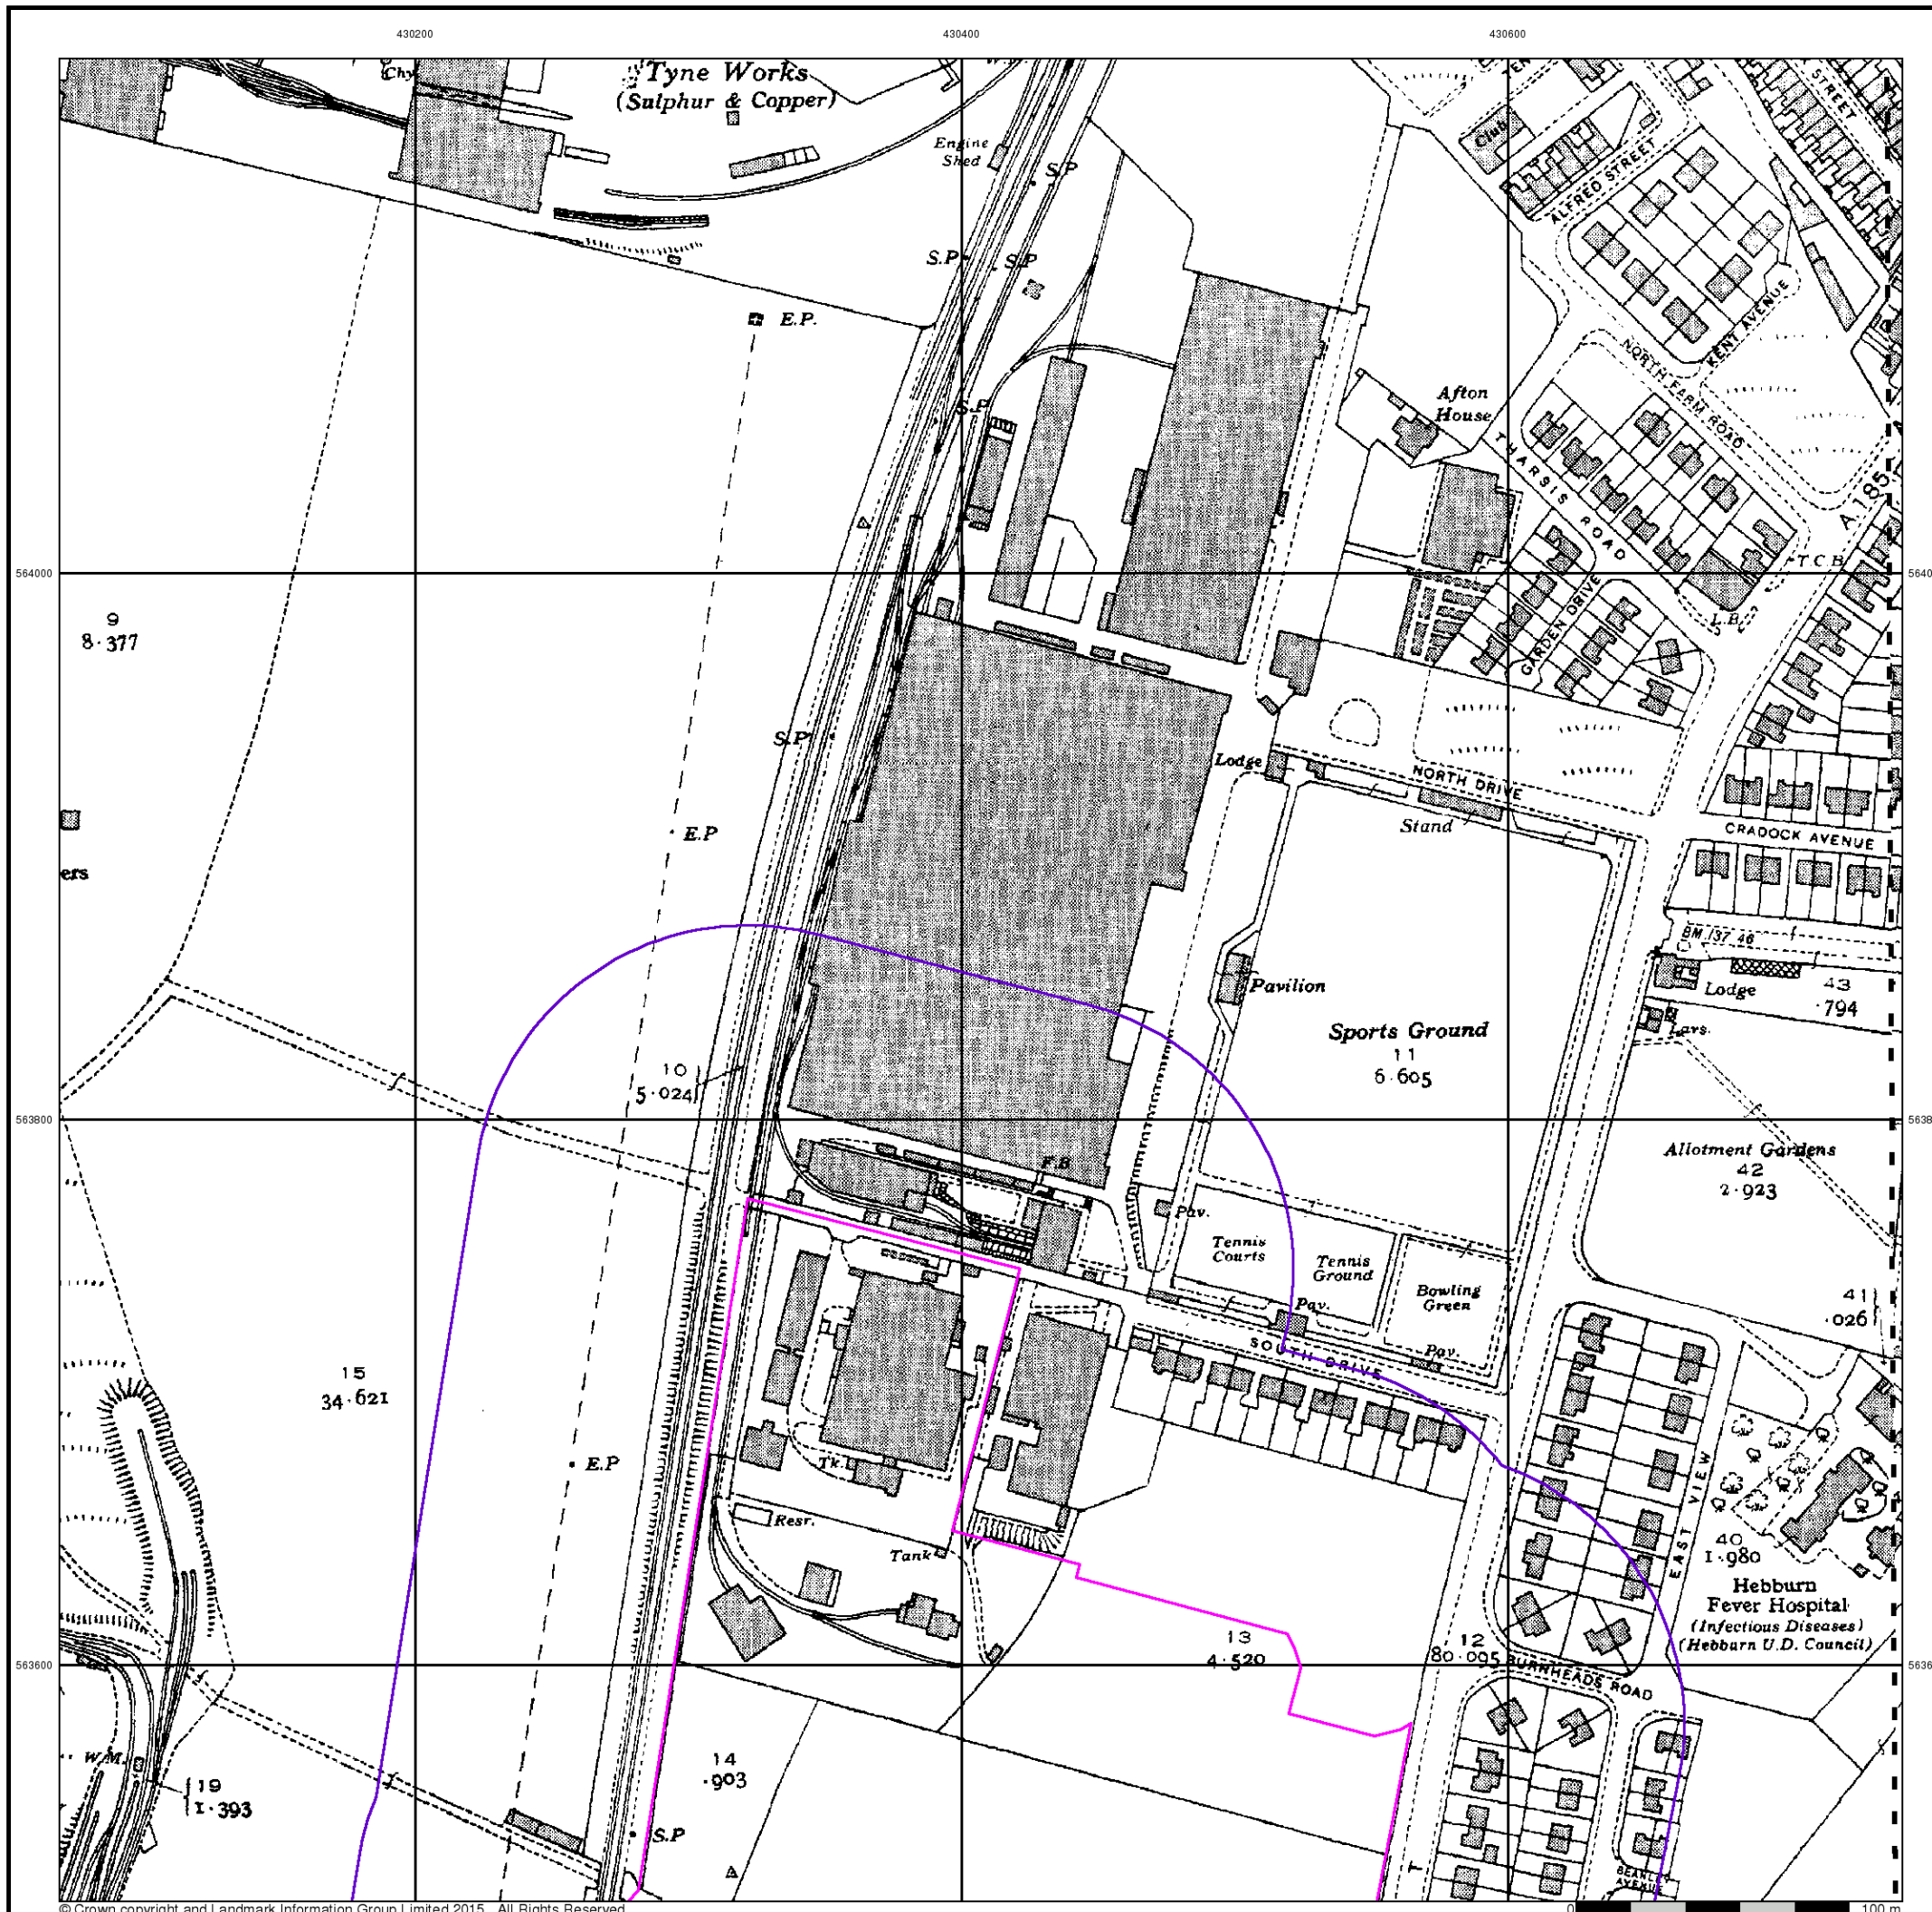 430200
430400
430600
Chy
Tyne Works
(Sulphur & Copper)
Engine
Shed
S.P
S.P
S.P
Club
STREET
ALFRED STREET
KENT AVENUE
NORTH FARM ROAD
E.P.
S.P
Afton
House
THARSIS ROAD
A 185
T.C.B
564000
9
8·377
GARDEN DRIVE
L.B.
S.P
Lodge
NORTH DRIVE
Stand
CRADOCK AVENUE
E.P
ers
BM 137 46
Lodge
43
·794
Pavilion
Sports Ground
11
6·605
Lavs.
10
5·024
563800
Allotment Gardens
42
2·923
F.B
Pav.
Tennis
Courts
Tennis
Ground
Bowling
Green
41
·026
Pav.
SOUTH DRIVE
Pav.
15
34·621
E.P
Tk.
Resr.
Tank
EAST VIEW
40
1·980
Hebburn
Fever Hospital
(Infectious Diseases)
(Hebburn U.D. Council)
13
4·520
12
80·095
BURNHEADS ROAD
563600
W.M.
19
1·393
14
·903
S.P
T
BEANLEY
AVENUE
© Crown copyright and Landmark Information Group Limited 2015. All Rights Reserved.
0
100 m